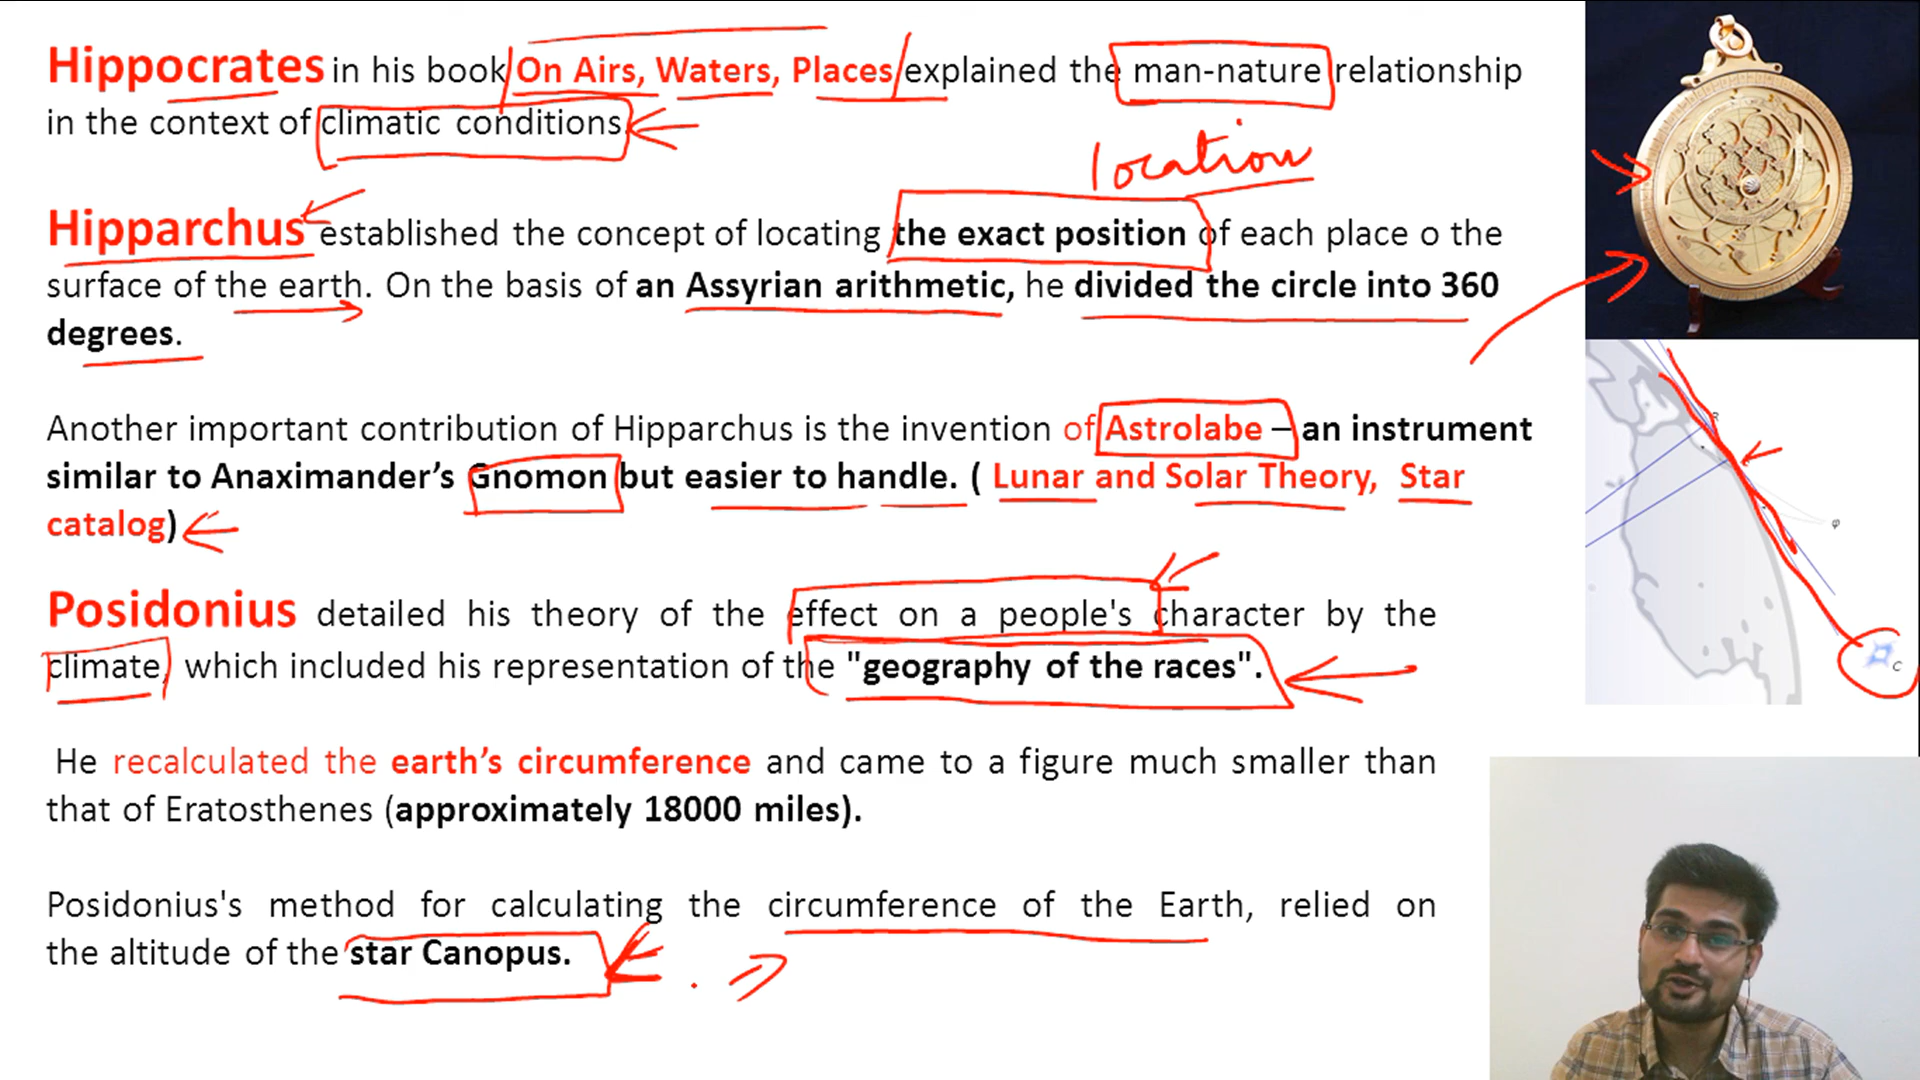 Hippocrates in his book On Airs, Waters, Places explained the man-nature relationship
in the context of climatic conditions.
location
Hipparchus established the concept of locating the exact position of each place o the
surface of the earth. On the basis of an Assyrian arithmetic, he divided the circle into 360
degrees.
Another important contribution of Hipparchus is the invention of Astrolabe – an instrument
similar to Anaximander’s Gnomon but easier to handle. ( Lunar and Solar Theory, Star
catalog)
Posidonius detailed his theory of the effect on a people's character by the
climate, which included his representation of the "geography of the races".
He recalculated the earth’s circumference and came to a figure much smaller than
that of Eratosthenes (approximately 18000 miles).
Posidonius's method for calculating the circumference of the Earth, relied on
the altitude of the star Canopus.
R
φ
C